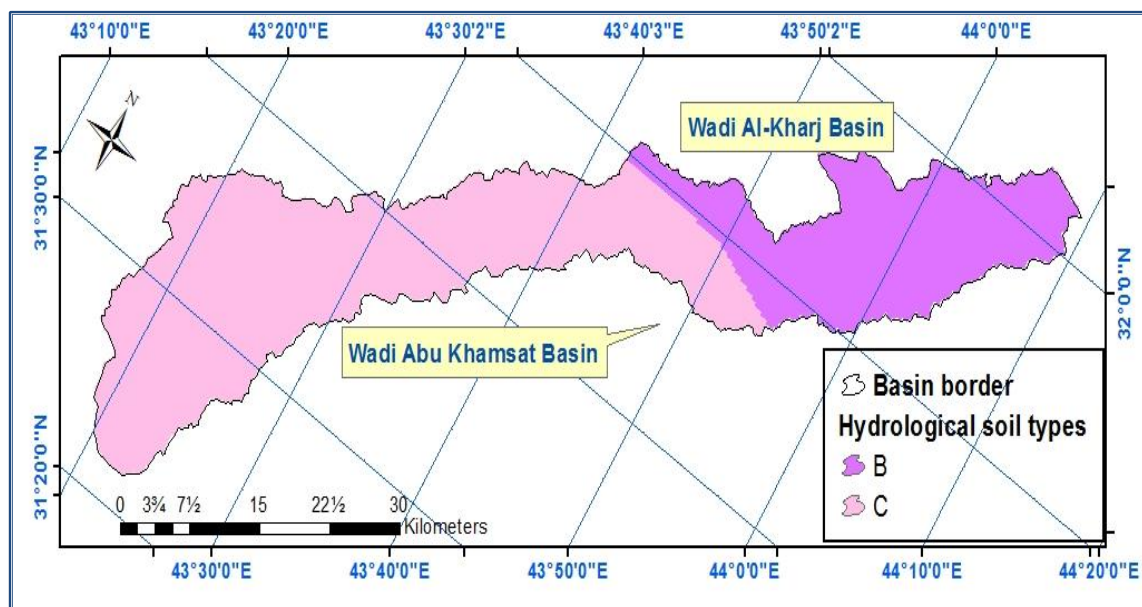 43°10'0"E 43°20'0"E 43°30'2"E 43°40'3"E 43°50'2"E 44°0'0"E
N
Wadi Al-Kharj Basin
31°30'0"N
32°0'0"N
Wadi Abu Khamsat Basin
Basin border
Hydrological soil types
B
C
31°20'0"N
0 3¾ 7½ 15 22½ 30
Kilometers
43°30'0"E 43°40'0"E 43°50'0"E 44°0'0"E 44°10'0"E 44°20'0"E